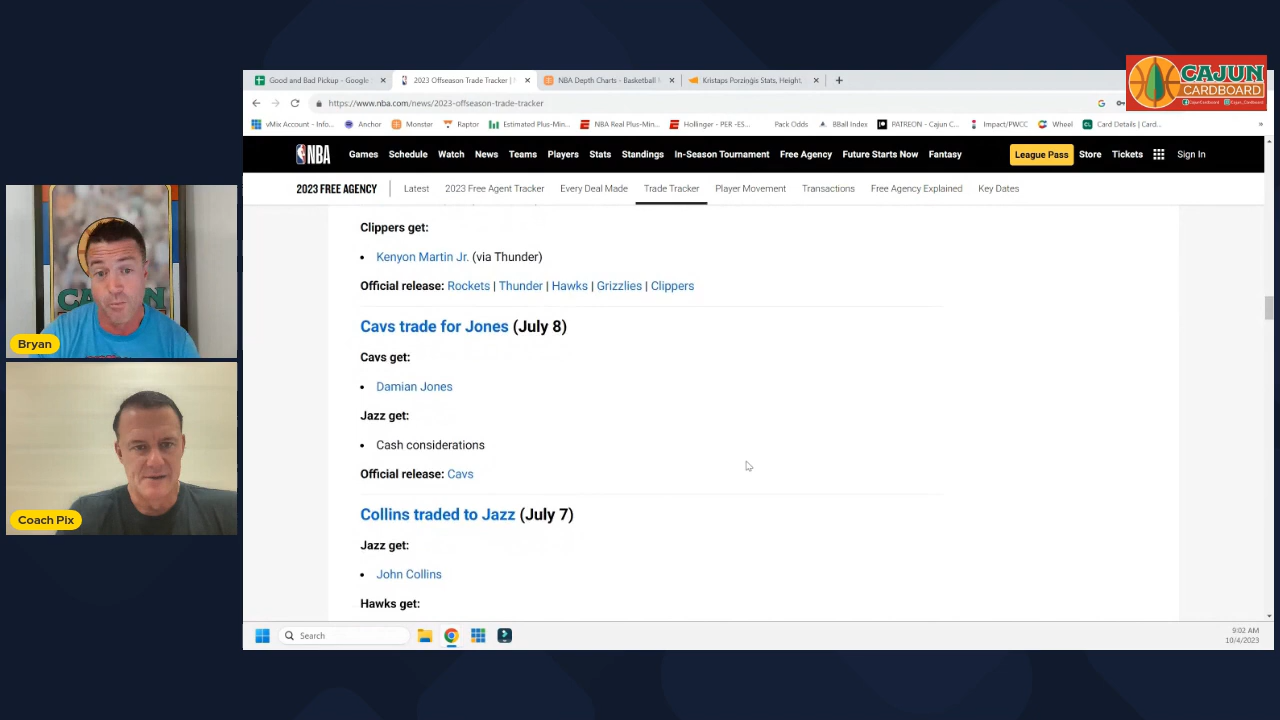 Good and Bad Pickup - Google
2023 Offseason Trade Tracker |
NBA Depth Charts - Basketball
Kristaps Porzingis Stats, Height,
https://www.nba.com/news/2023-offseason-trade-tracker
vMix Account - Info...
Anchor
Monster
Raptor
Estimated Plus-Min...
NBA Real Plus-Min...
Hollinger - PER -ES...
Pack Odds
BBall Index
PATREON - Cajun C...
Impact/PWCC
Wheel
Card Details | Card...
»
CAJUN
CARDBOARD
CajunCardboard
Cajun_Cardboard
NBA
Games
Schedule
Watch
News
Teams
Players
Stats
Standings
In-Season Tournament
Free Agency
Future Starts Now
Fantasy
League Pass
Store
Tickets
Sign In
2023 FREE AGENCY
Latest
2023 Free Agent Tracker
Every Deal Made
Trade Tracker
Player Movement
Transactions
Free Agency Explained
Key Dates
Clippers get:
• Kenyon Martin Jr. (via Thunder)
Official release: Rockets | Thunder | Hawks | Grizzlies | Clippers
Cavs trade for Jones (July 8)
Cavs get:
• Damian Jones
Jazz get:
• Cash considerations
Official release: Cavs
Collins traded to Jazz (July 7)
Jazz get:
• John Collins
Hawks get:
Bryan
Coach Pix
Search
9:02 AM
10/4/2023